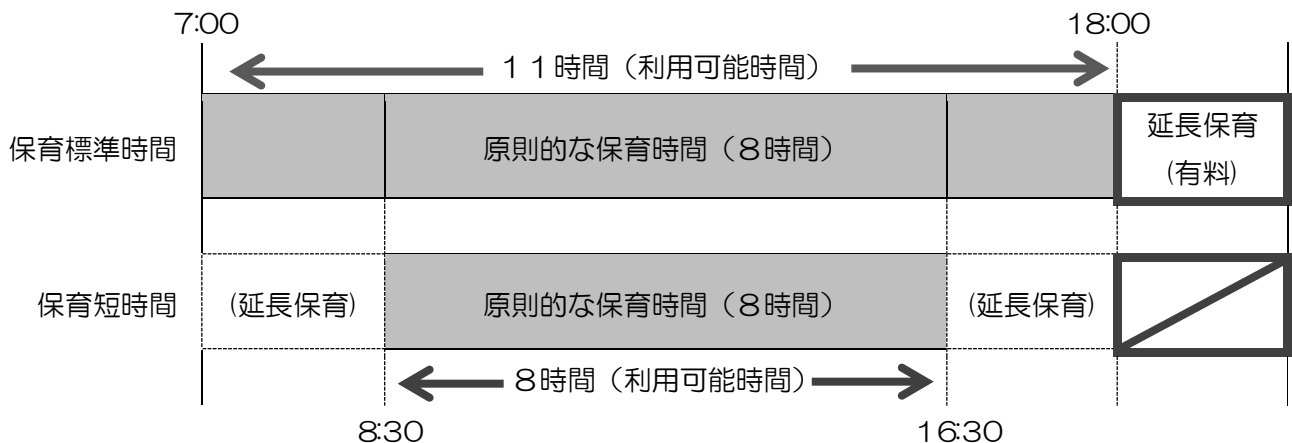 7:00
18:00
11時間（利用可能時間）
保育標準時間
原則的な保育時間（8時間）
延長保育
(有料)
保育短時間
(延長保育)
原則的な保育時間（8時間）
(延長保育)
8時間（利用可能時間）
8:30
16:30